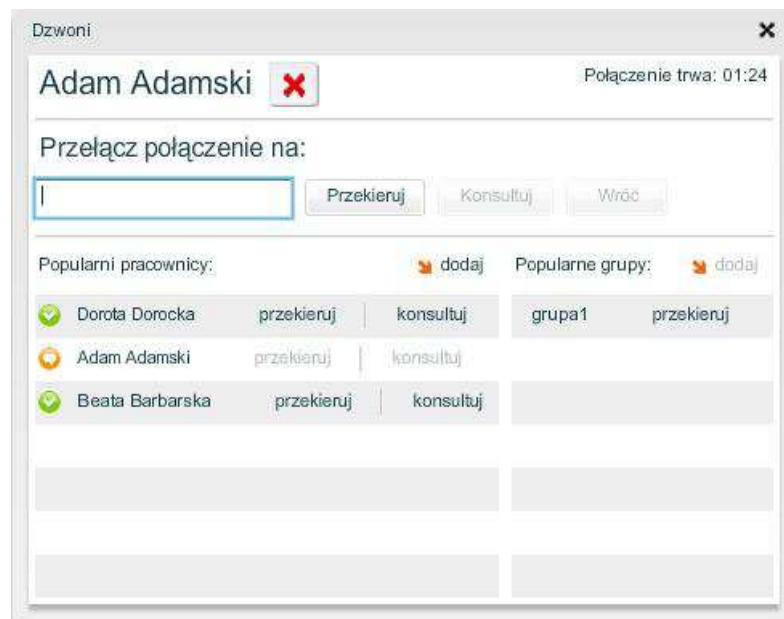 Dzwoni
Adam Adamski
Połączenie trwa: 01:24
Przełącz połączenie na:
Przekieruj Konsultuj Wróć
Popularni pracownicy: dodaj Popularne grupy: dodaj
Dorota Dorocka przekieruj konsultuj grupa1 przekieruj
Adam Adamski przekieruj konsultuj
Beata Barbarska przekieruj konsultuj